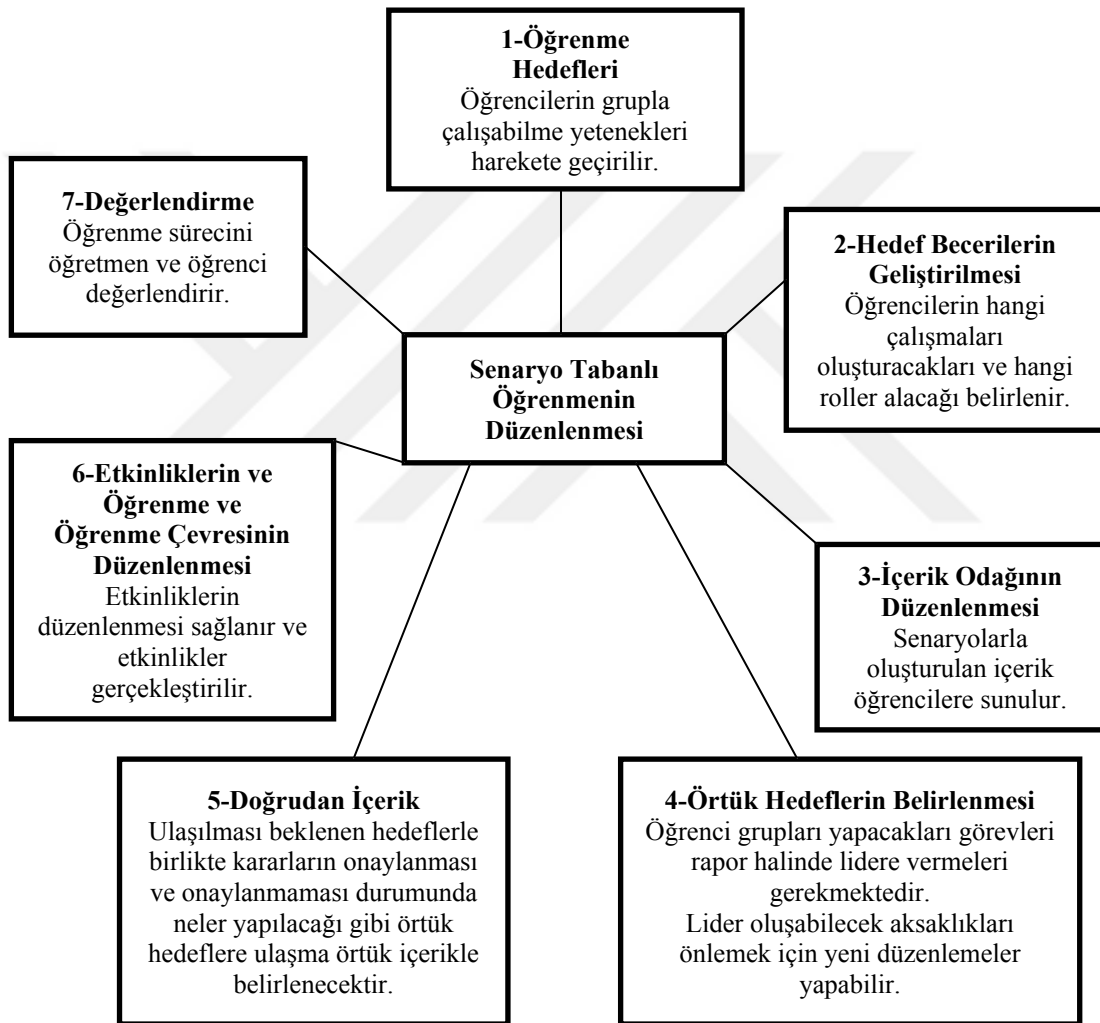 1-Öğrenme
Hedefleri
Öğrencilerin grupla
çalışabilme yetenekleri
harekete geçirilir.
7-Değerlendirme
Öğrenme sürecini
öğretmen ve öğrenci
değerlendirir.
2-Hedef Becerilerin
Geliştirilmesi
Öğrencilerin hangi
çalışmaları
oluşturacakları ve hangi
roller alacağı belirlenir.
Senaryo Tabanlı
Öğrenmenin
Düzenlenmesi
6-Etkinliklerin ve
Öğrenme ve
Öğrenme Çevresinin
Düzenlenmesi
Etkinliklerin
düzenlenmesi sağlanır ve
etkinlikler
gerçekleştirilir.
3-İçerik Odağının
Düzenlenmesi
Senaryolarla
oluşturulan içerik
öğrencilere sunulur.
5-Doğrudan İçerik
Ulaşılması beklenen hedeflerle
birlikte kararların onaylanması
ve onaylanmaması durumunda
neler yapılacağı gibi örtük
hedeflere ulaşma örtük içerikle
belirlenecektir.
4-Örtük Hedeflerin Belirlenmesi
Öğrenci grupları yapacakları görevleri
rapor halinde lidere vermeleri
gerekmektedir.
Lider oluşabilecek aksaklıkları
önlemek için yeni düzenlemeler
yapabilir.